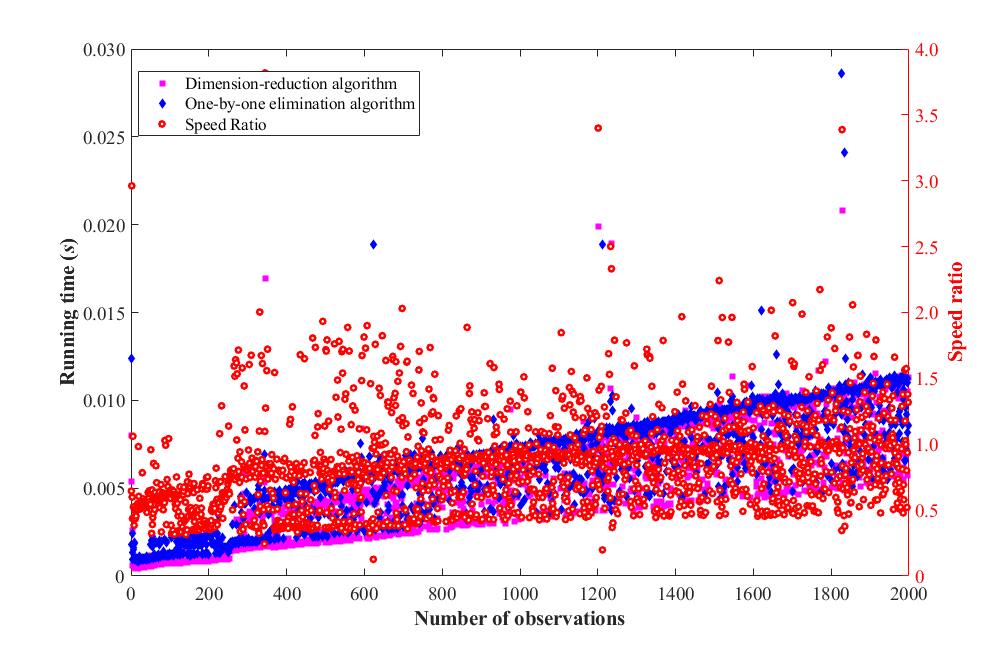 0.030
0.025
0.020
0.015
0.010
0.005
0
Running time (s)
Dimension-reduction algorithm
One-by-one elimination algorithm
Speed Ratio
4.0
3.5
3.0
2.5
2.0
1.5
1.0
0.5
0
Speed ratio
0 200 400 600 800 1000 1200 1400 1600 1800 2000
Number of observations